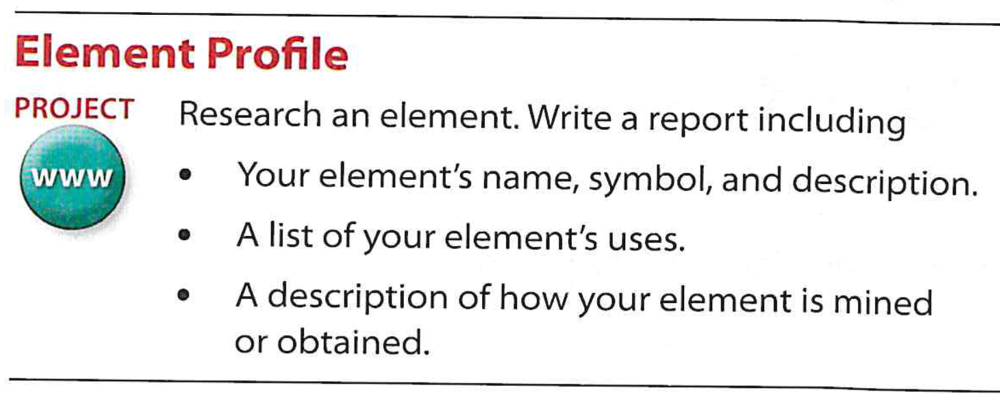 Element Profile
PROJECT
www
Research an element. Write a report including
• Your element's name, symbol, and description.
• A list of your element's uses.
• A description of how your element is mined
or obtained.